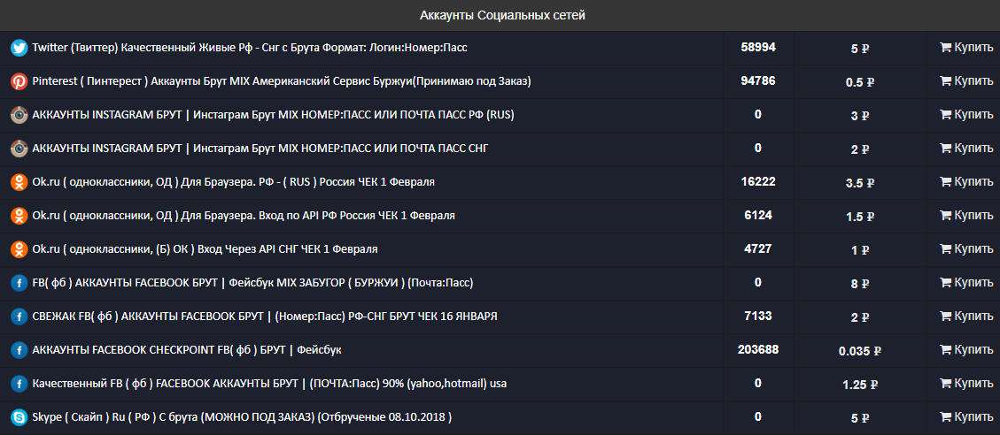 Аккаунты Социальных сетей
Twitter (Твиттер) Качественный Живые Рф - Снг с Брута Формат: Логин:Номер:Пасс 58994 5 ₽ Купить
Pinterest ( Пинтерест ) Аккаунты Брут MIX Американский Сервис Буржуи(Принимаю под Заказ) 94786 0.5 ₽ Купить
АККАУНТЫ INSTAGRAM БРУТ | Инстаграм Брут MIX НОМЕР:ПАСС ИЛИ ПОЧТА ПАСС РФ (RUS) 0 3 ₽ Купить
АККАУНТЫ INSTAGRAM БРУТ | Инстаграм Брут MIX НОМЕР:ПАСС ИЛИ ПОЧТА ПАСС СНГ 0 2 ₽ Купить
Ok.ru ( одноклассники, ОД ) Для Браузера. РФ - ( RUS ) Россия ЧЕК 1 Февраля 16222 3.5 ₽ Купить
Ok.ru ( одноклассники, ОД ) Для Браузера. Вход по API РФ Россия ЧЕК 1 Февраля 6124 1.5 ₽ Купить
Ok.ru ( одноклассники, (Б) ОК ) Вход Через API СНГ ЧЕК 1 Февраля 4727 1 ₽ Купить
FB( фб ) АККАУНТЫ FACEBOOK БРУТ | Фейсбук MIX ЗАБУГОР ( БУРЖУИ ) (Почта:Пасс) 0 8 ₽ Купить
СВЕЖАК FB( фб ) АККАУНТЫ FACEBOOK БРУТ | (Номер:Пасс) РФ-СНГ БРУТ ЧЕК 16 ЯНВАРЯ 7133 2 ₽ Купить
АККАУНТЫ FACEBOOK CHECKPOINT FB( фб ) БРУТ | Фейсбук 203688 0.035 ₽ Купить
Качественный FB ( фб ) FACEBOOK АККАУНТЫ БРУТ | (ПОЧТА:Пасс) 90% (yahoo,hotmail) usa 0 1.25 ₽ Купить
Skype ( Скайп ) Ru ( РФ ) С брута (МОЖНО ПОД ЗАКАЗ) (Отбрученые 08.10.2018 ) 0 5 ₽ Купить